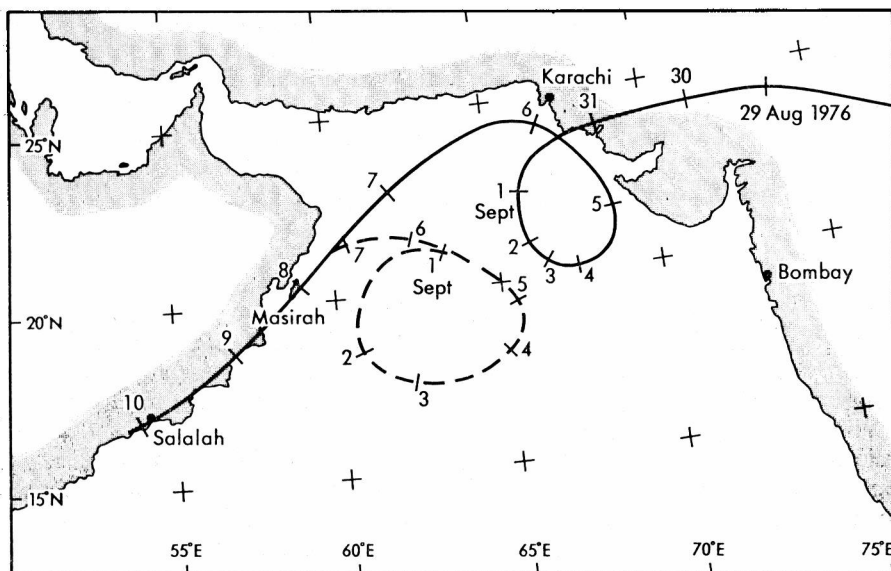 30
Karachi
31
6
29 Aug 1976
25°N
7
1
Sept
5
6
2
3
4
7
1
Sept
5
8
Bombay
Masirah
20°N
9
2
4
3
10
Salalah
15°N
55°E
60°E
65°E
70°E
75°E